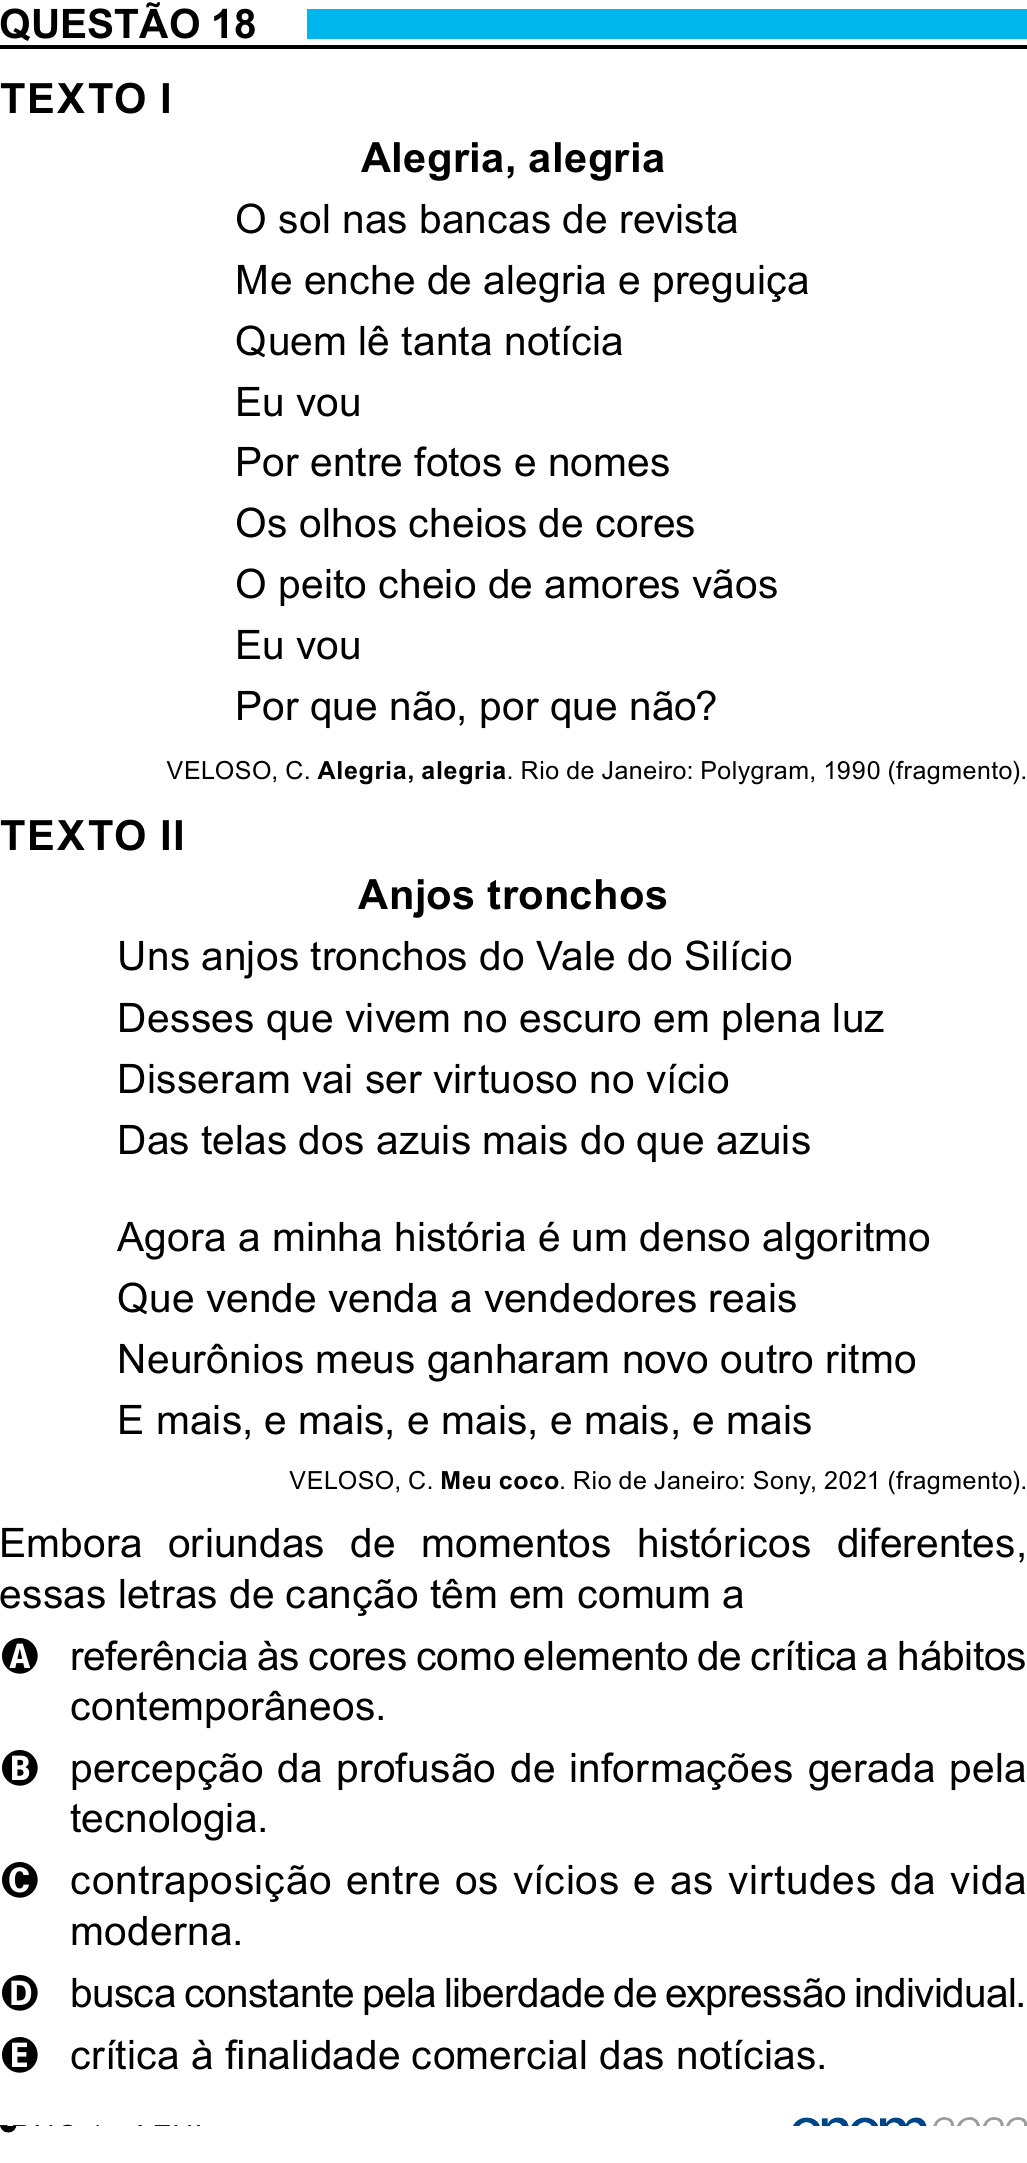 QUESTÃO 18
TEXTO I
Alegria, alegria
O sol nas bancas de revista
Me enche de alegria e preguiça
Quem lê tanta notícia
Eu vou
Por entre fotos e nomes
Os olhos cheios de cores
O peito cheio de amores vãos
Eu vou
Por que não, por que não?
VELOSO, C. Alegria, alegria. Rio de Janeiro: Polygram, 1990 (fragmento).
TEXTO II
Anjos tronchos
Uns anjos tronchos do Vale do Silício
Desses que vivem no escuro em plena luz
Disseram vai ser virtuoso no vício
Das telas dos azuis mais do que azuis
Agora a minha história é um denso algoritmo
Que vende venda a vendedores reais
Neurônios meus ganharam novo outro ritmo
E mais, e mais, e mais, e mais, e mais
VELOSO, C. Meu coco. Rio de Janeiro: Sony, 2021 (fragmento).
Embora oriundas de momentos históricos diferentes,
essas letras de canção têm em comum a
A referência às cores como elemento de crítica a hábitos
contemporâneos.
B percepção da profusão de informações gerada pela
tecnologia.
C contraposição entre os vícios e as virtudes da vida
moderna.
D busca constante pela liberdade de expressão individual.
E crítica à finalidade comercial das notícias.